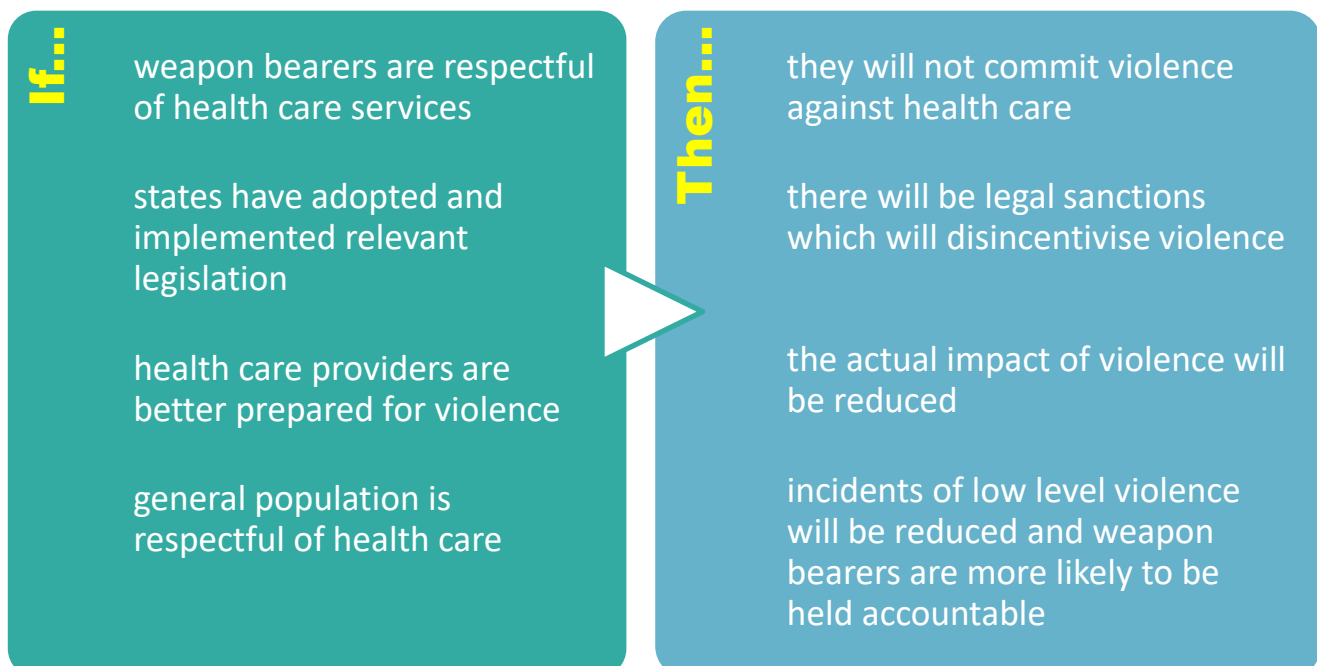 If...
weapon bearers are respectful
of health care services
states have adopted and
implemented relevant
legislation
health care providers are
better prepared for violence
general population is
respectful of health care
Then...
they will not commit violence
against health care
there will be legal sanctions
which will disincentivise violence
the actual impact of violence will
be reduced
incidents of low level violence
will be reduced and weapon
bearers are more likely to be
held accountable